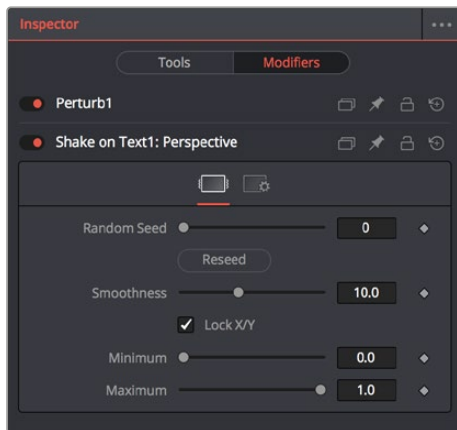 Inspector
Tools Modifiers
Perturb1
Shake on Text1: Perspective
Random Seed 0
Reseed
Smoothness 10.0
Lock X/Y
Minimum 0.0
Maximum 1.0